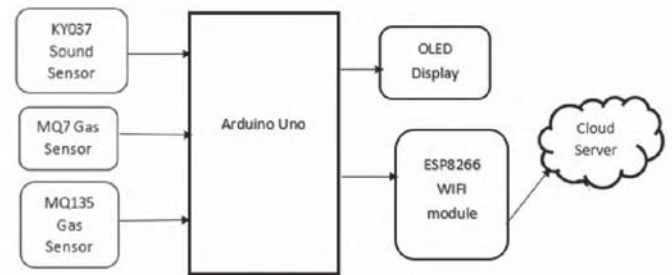 KY037
Sound
Sensor
MQ7 Gas
Sensor
MQ135
Gas
Sensor
Arduino Uno
OLED
Display
ESP8266
WIFI
module
Cloud
Server